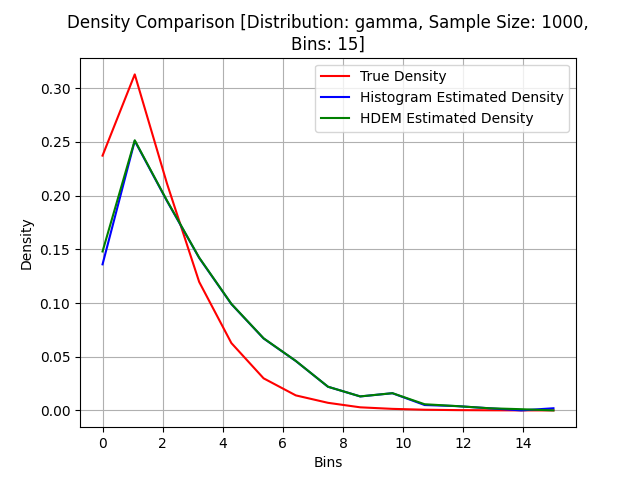 Density Comparison [Distribution: gamma, Sample Size: 1000,
Bins: 15]
True Density
Histogram Estimated Density
HDEM Estimated Density
Density
0.30
0.25
0.20
0.15
0.10
0.05
0.00
0 2 4 6 8 10 12 14
Bins